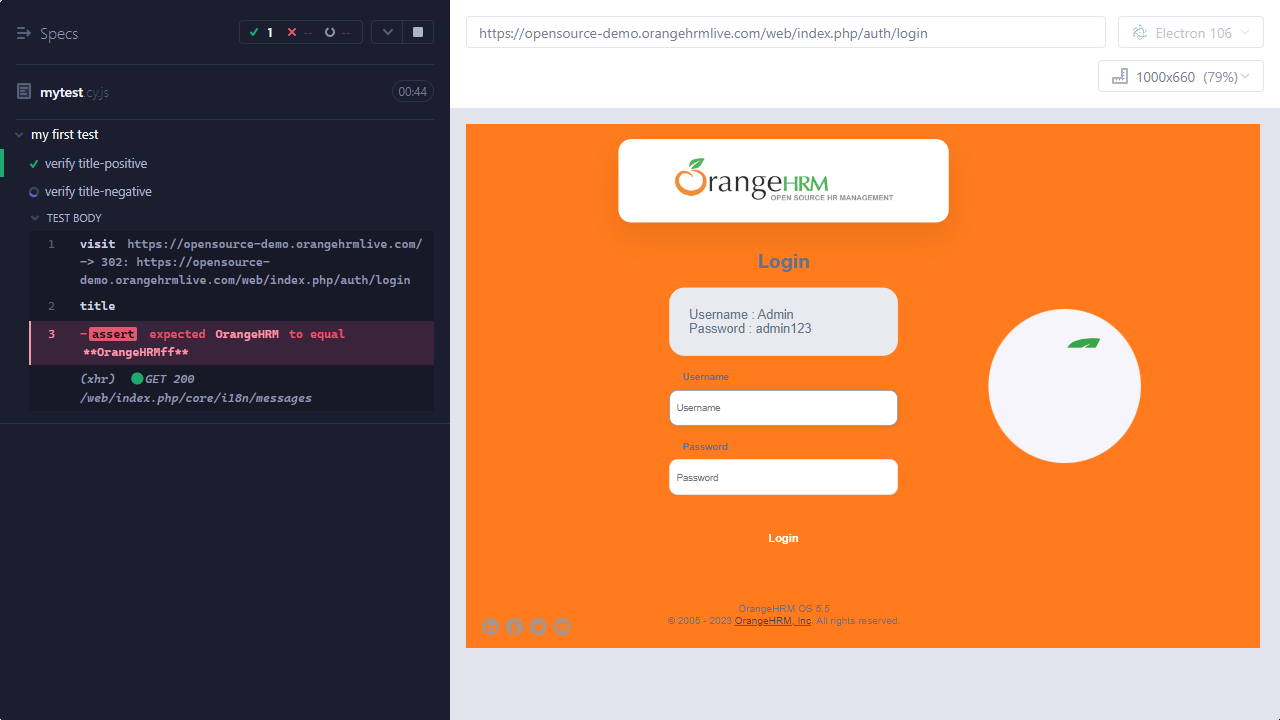 Specs
1 -- --
mytest.cy.js 00:44
my first test
verify title-positive
verify title-negative
TEST BODY
1 visit https://opensource-demo.orangehrmlive.com/
-> 302: https://opensource-
demo.orangehrmlive.com/web/index.php/auth/login
2 title
3 -assert expected OrangeHRM to equal
**OrangeHRMff**
(xhr) GET 200
/web/index.php/core/i18n/messages
https://opensource-demo.orangehrmlive.com/web/index.php/auth/login
Electron 106
1000x660 (79%)
OrangeHRM
OPEN SOURCE HR MANAGEMENT
Login
Username : Admin
Password : admin123
Username
Username
Password
Password
Login
OrangeHRM OS 5.5
© 2005 - 2023 OrangeHRM, Inc. All rights reserved.